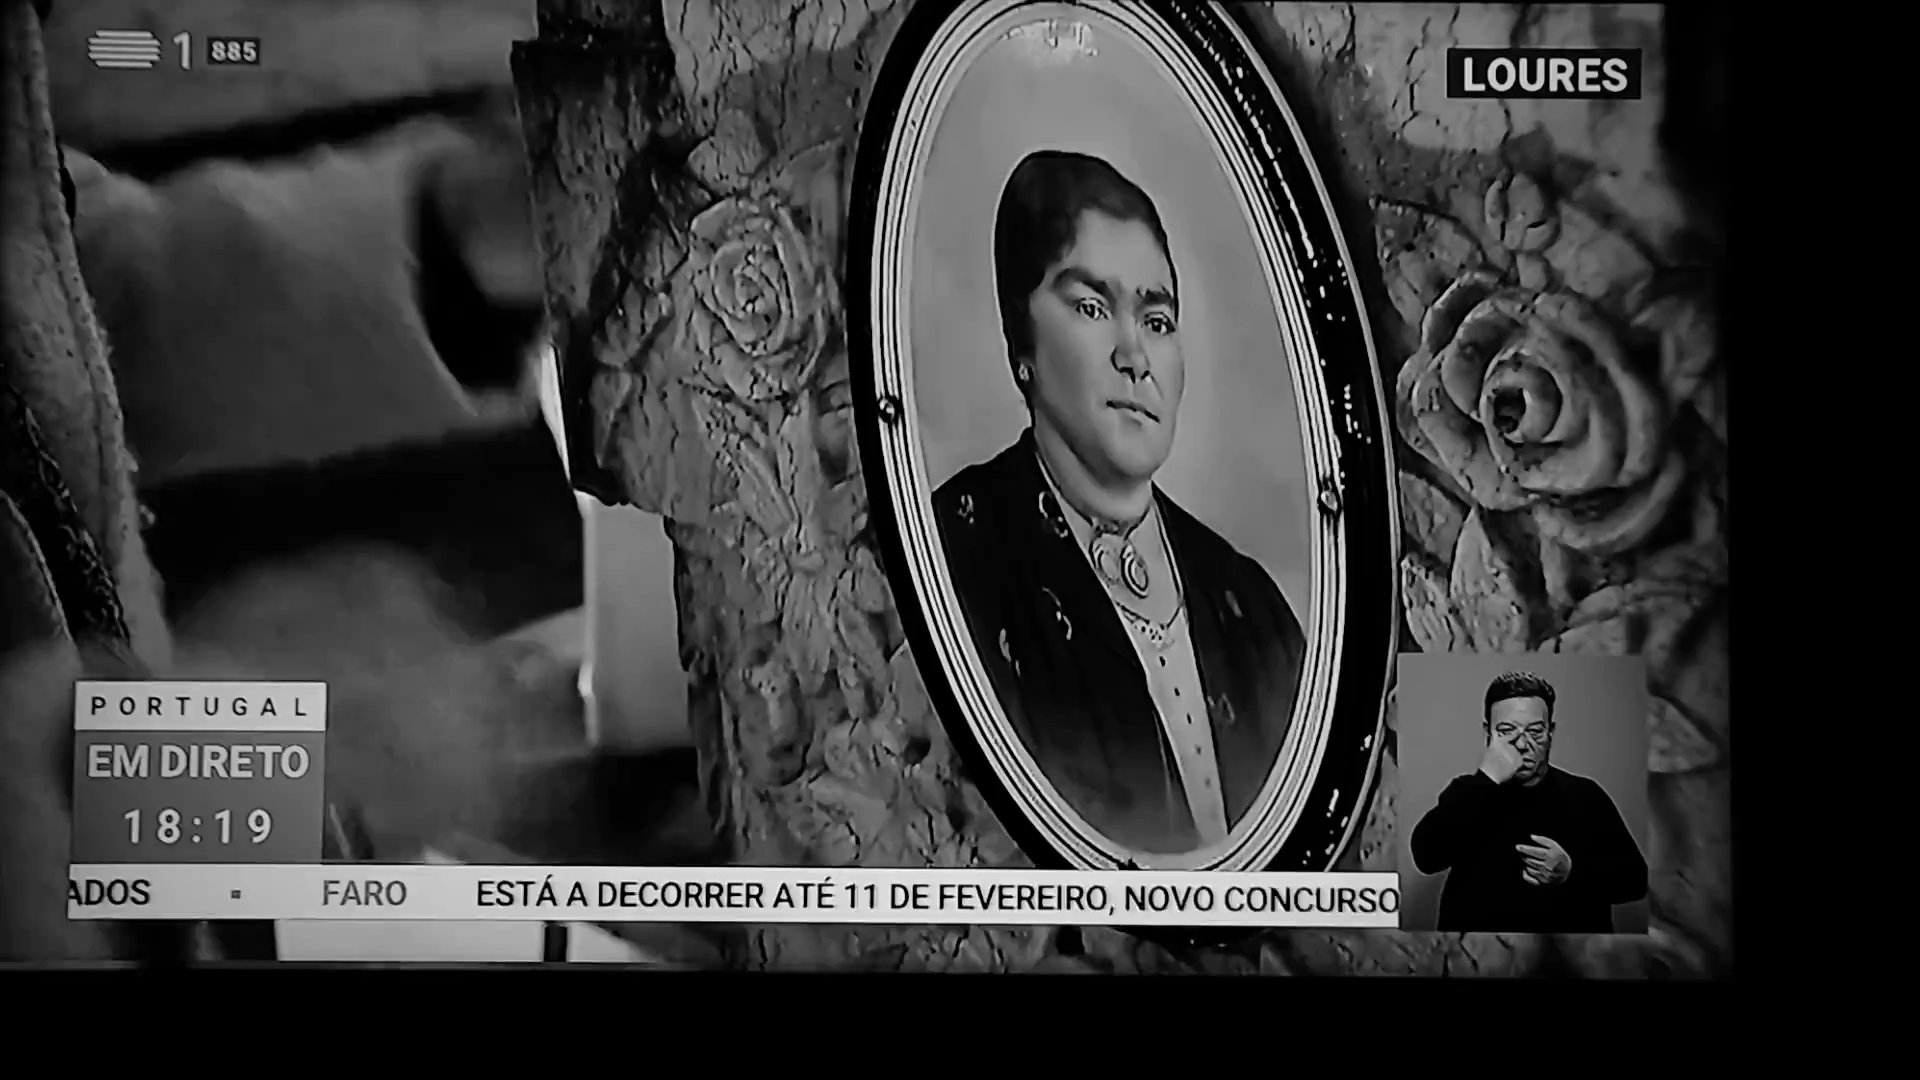 1 885
LOURES
PORTUGAL
EM DIRETO
18:19
ADOS ▪ FARO ESTÁ A DECORRER ATÉ 11 DE FEVEREIRO, NOVO CONCURSO